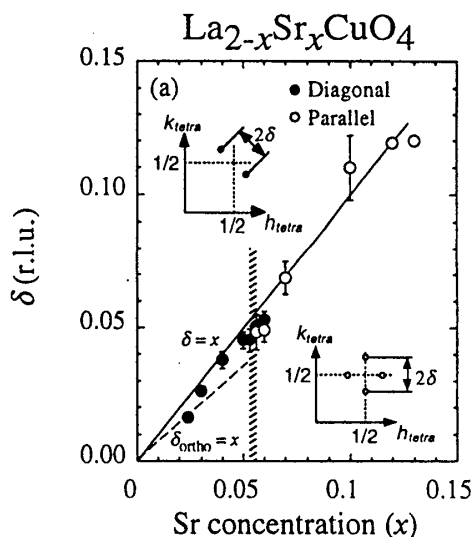 La2-xSrxCuO4
(a)
● Diagonal
○ Parallel
ktetra
2δ
1/2
1/2
htetra
δ=x
δortho=x
ktetra
1/2
2δ
1/2
htetra
0.15
0.10
0.05
0.00
δ (r.l.u.)
0
0.05
0.1
0.15
Sr concentration (x)